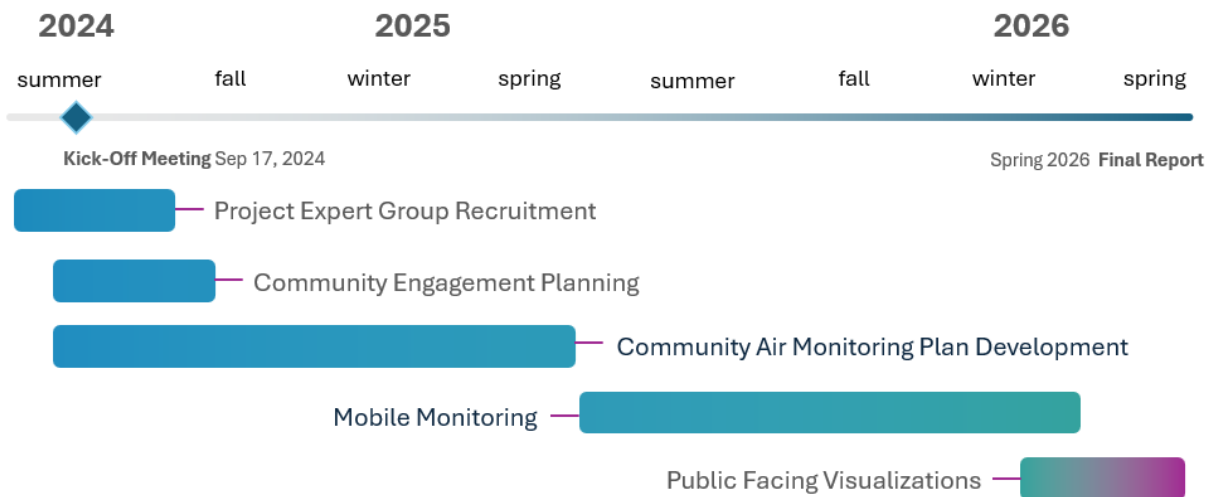 2024 2025 2026
summer fall winter spring summer fall winter spring
Kick-Off Meeting Sep 17, 2024
Spring 2026 Final Report
Project Expert Group Recruitment
Community Engagement Planning
Community Air Monitoring Plan Development
Mobile Monitoring
Public Facing Visualizations